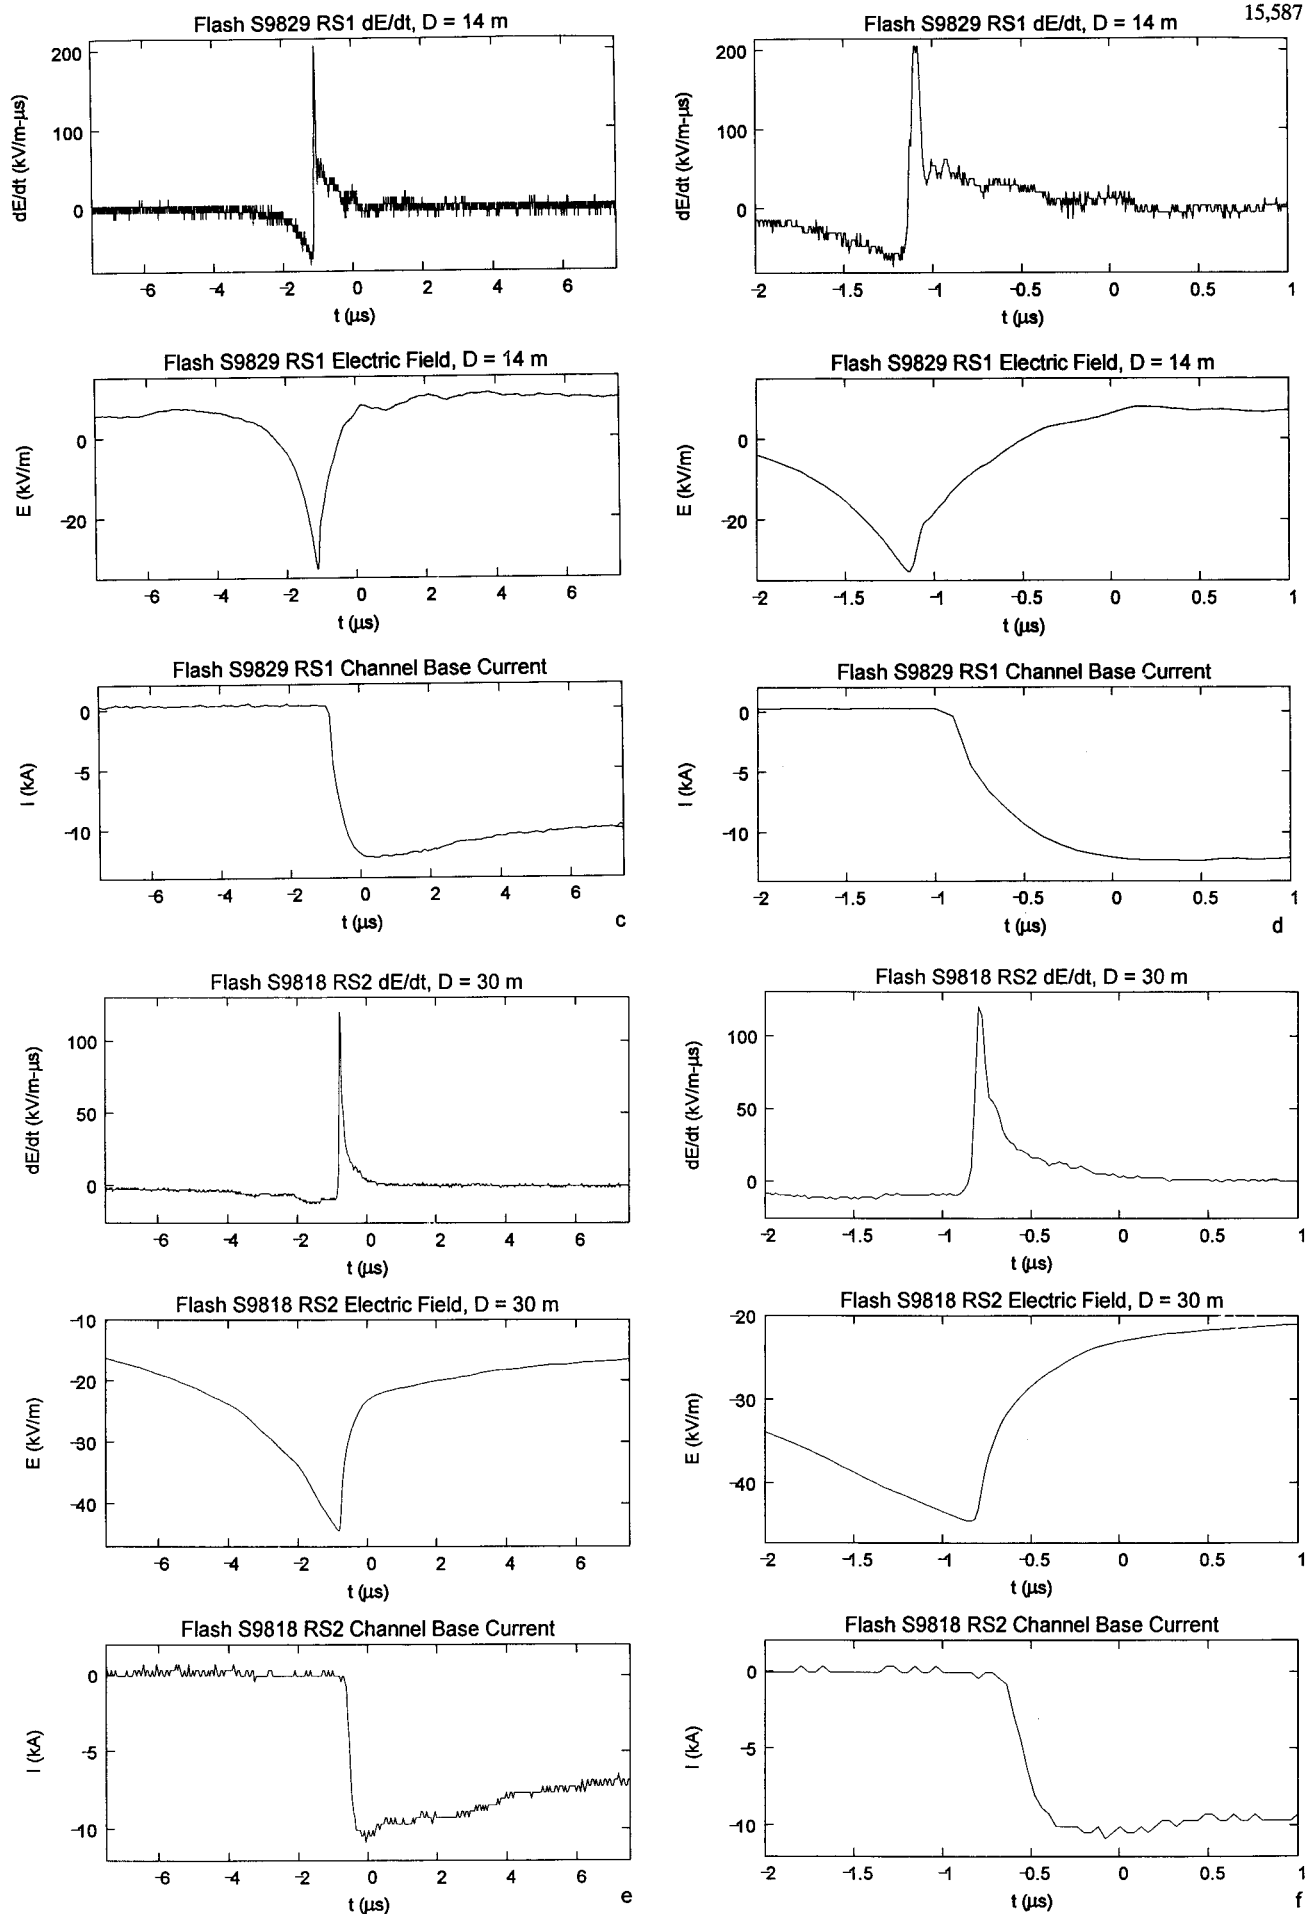 15,587
Flash S9829 RS1 dE/dt, D = 14 m
dE/dt (kV/m-µs)
200
100
0
-6 -4 -2 0 2 4 6
t (µs)
Flash S9829 RS1 dE/dt, D = 14 m
dE/dt (kV/m-µs)
200
100
0
-2 -1.5 -1 -0.5 0 0.5 1
t (µs)
Flash S9829 RS1 Electric Field, D = 14 m
E (kV/m)
0
-20
-6 -4 -2 0 2 4 6
t (µs)
Flash S9829 RS1 Electric Field, D = 14 m
E (kV/m)
0
-20
-2 -1.5 -1 -0.5 0 0.5 1
t (µs)
Flash S9829 RS1 Channel Base Current
I (kA)
0
-5
-10
-6 -4 -2 0 2 4 6
t (µs)
c
Flash S9829 RS1 Channel Base Current
I (kA)
0
-5
-10
-2 -1.5 -1 -0.5 0 0.5 1
t (µs)
d
Flash S9818 RS2 dE/dt, D = 30 m
dE/dt (kV/m-µs)
100
50
0
-6 -4 -2 0 2 4 6
t (µs)
Flash S9818 RS2 dE/dt, D = 30 m
dE/dt (kV/m-µs)
100
50
0
-2 -1.5 -1 -0.5 0 0.5 1
t (µs)
Flash S9818 RS2 Electric Field, D = 30 m
E (kV/m)
-10
-20
-30
-40
-6 -4 -2 0 2 4 6
t (µs)
Flash S9818 RS2 Electric Field, D = 30 m
E (kV/m)
-20
-30
-40
-2 -1.5 -1 -0.5 0 0.5 1
t (µs)
Flash S9818 RS2 Channel Base Current
I (kA)
0
-5
-10
-6 -4 -2 0 2 4 6
t (µs)
e
Flash S9818 RS2 Channel Base Current
I (kA)
0
-5
-10
-2 -1.5 -1 -0.5 0 0.5 1
t (µs)
f